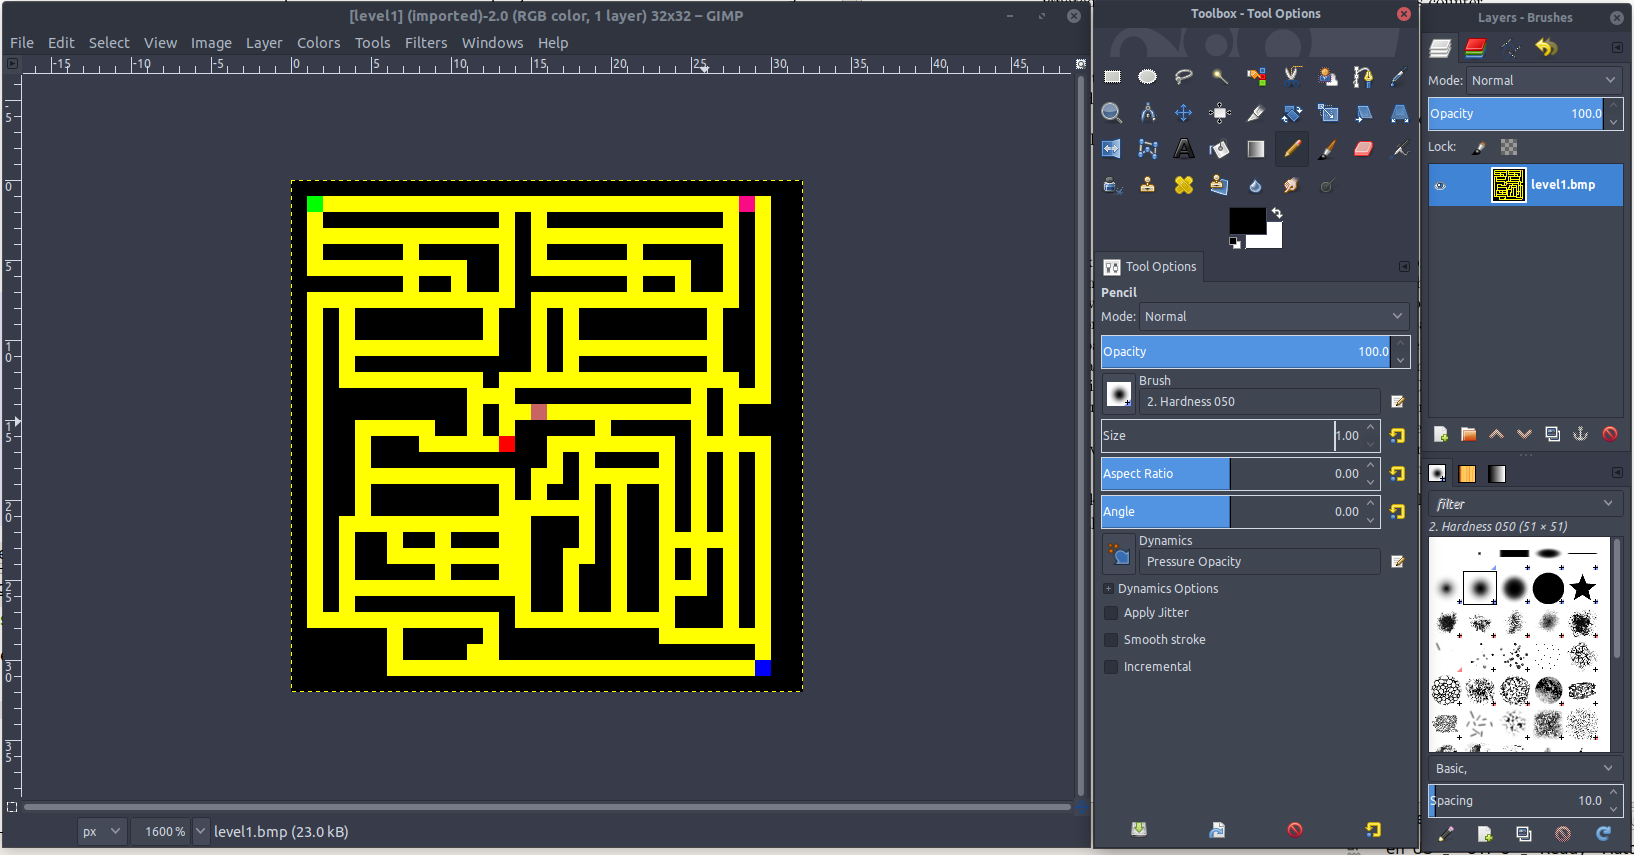 [level1] (imported)-2.0 (RGB color, 1 layer) 32x32 – GIMP
File Edit Select View Image Layer Colors Tools Filters Windows Help
-15 -10 -5 0 5 10 15 20 25 30 35 40 45
5
0
5
10
15
20
25
30
35
px 1600 % level1.bmp (23.0 kB)
Toolbox - Tool Options
Tool Options
Pencil
Mode: Normal
Opacity 100.0
Brush
2. Hardness 050
Size 1.00
Aspect Ratio 0.00
Angle 0.00
Dynamics
Pressure Opacity
Dynamics Options
Apply Jitter
Smooth stroke
Incremental
Layers - Brushes
Mode: Normal
Opacity 100.0
Lock:
level1.bmp
filter
2. Hardness 050 (51 × 51)
Basic,
Spacing 10.0